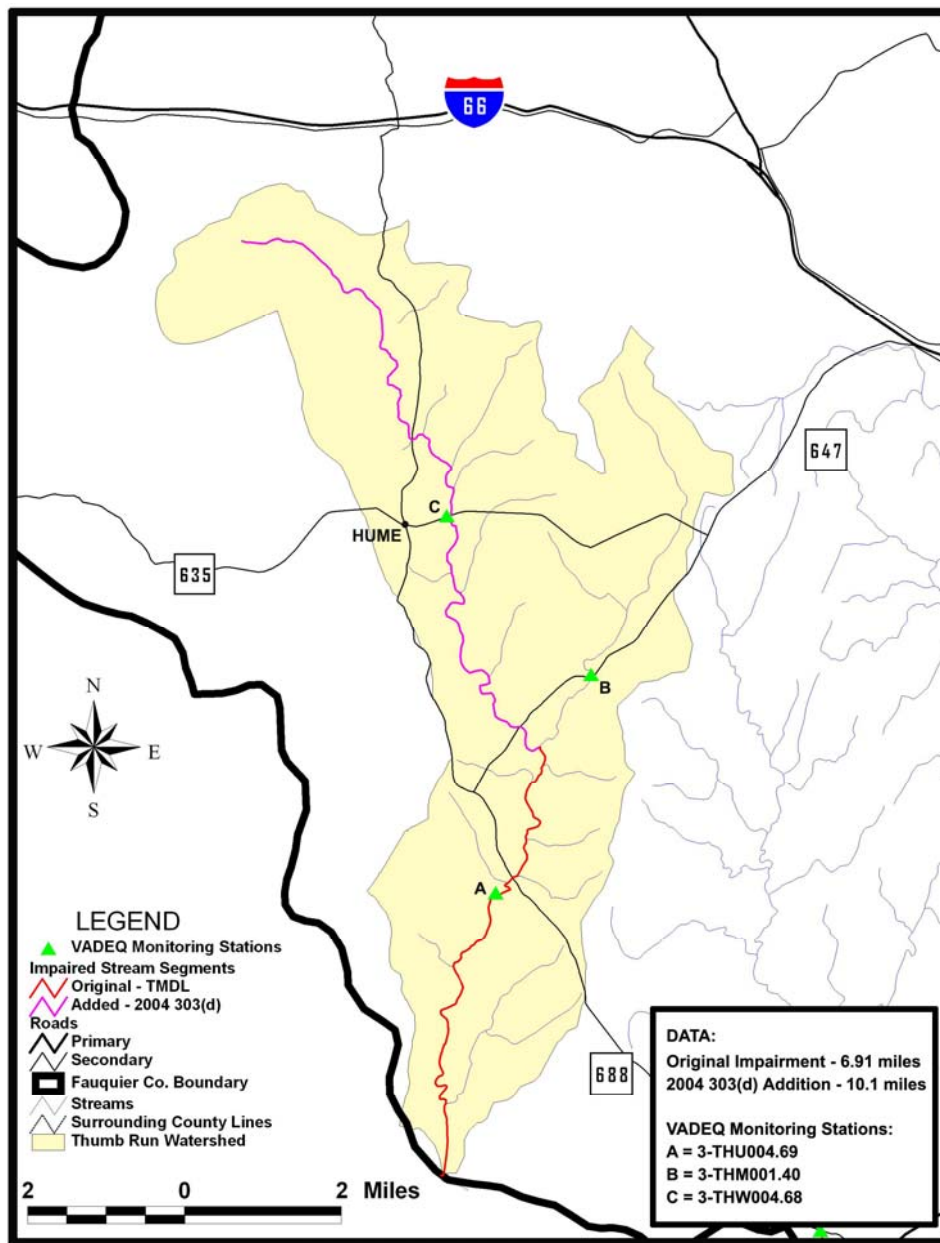 66
647
C
HUME
635
B
N
W E
S
A
LEGEND
VADEQ Monitoring Stations
Impaired Stream Segments
Original - TMDL
Added - 2004 303(d)
Roads
Primary
Secondary
Fauquier Co. Boundary
Streams
Surrounding County Lines
Thumb Run Watershed
2 0 2 Miles
688
DATA:
Original Impairment - 6.91 miles
2004 303(d) Addition - 10.1 miles
VADEQ Monitoring Stations:
A = 3-THU004.69
B = 3-THM001.40
C = 3-THW004.68